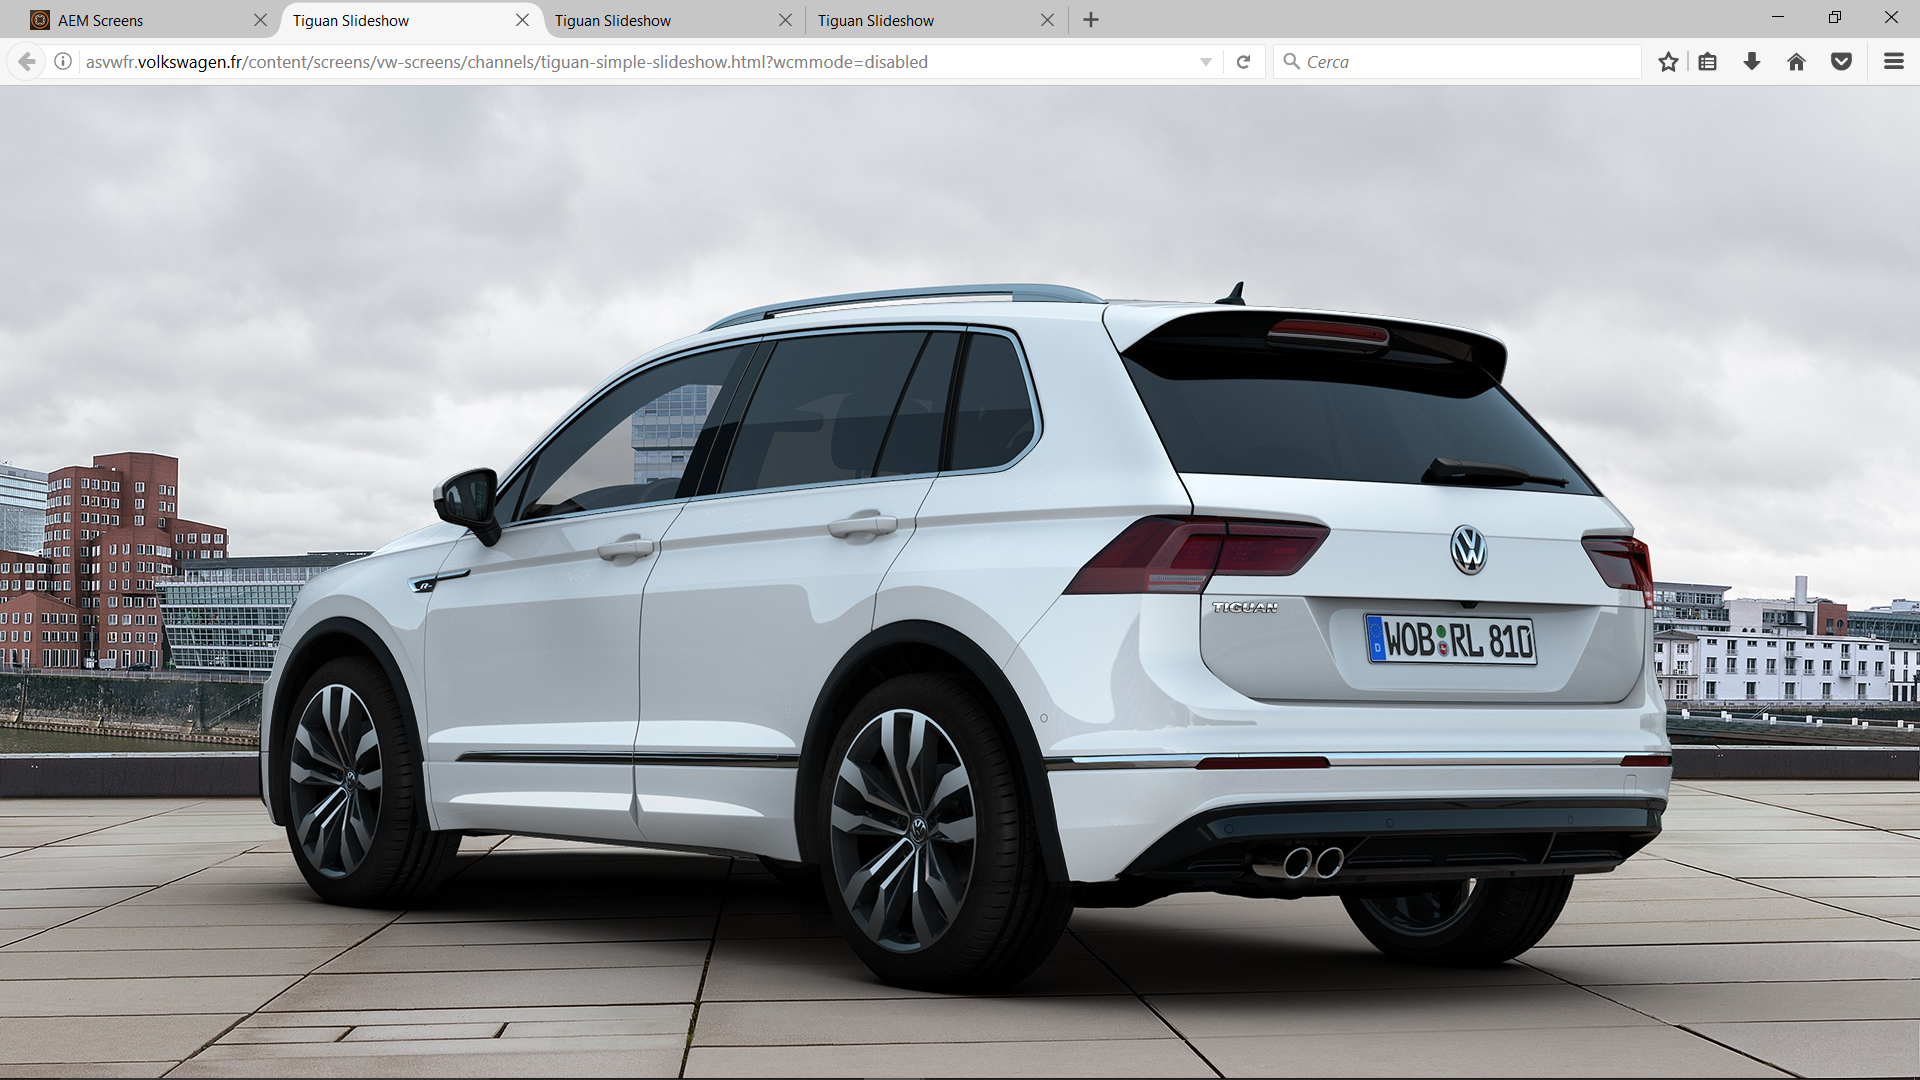 AEM Screens
Tiguan Slideshow
Tiguan Slideshow
Tiguan Slideshow
asvwfr.volkswagen.fr/content/screens/vw-screens/channels/tiguan-simple-slideshow.html?wcmmode=disabled
Cerca
R-
TIGUAN
D
WOB RL 810